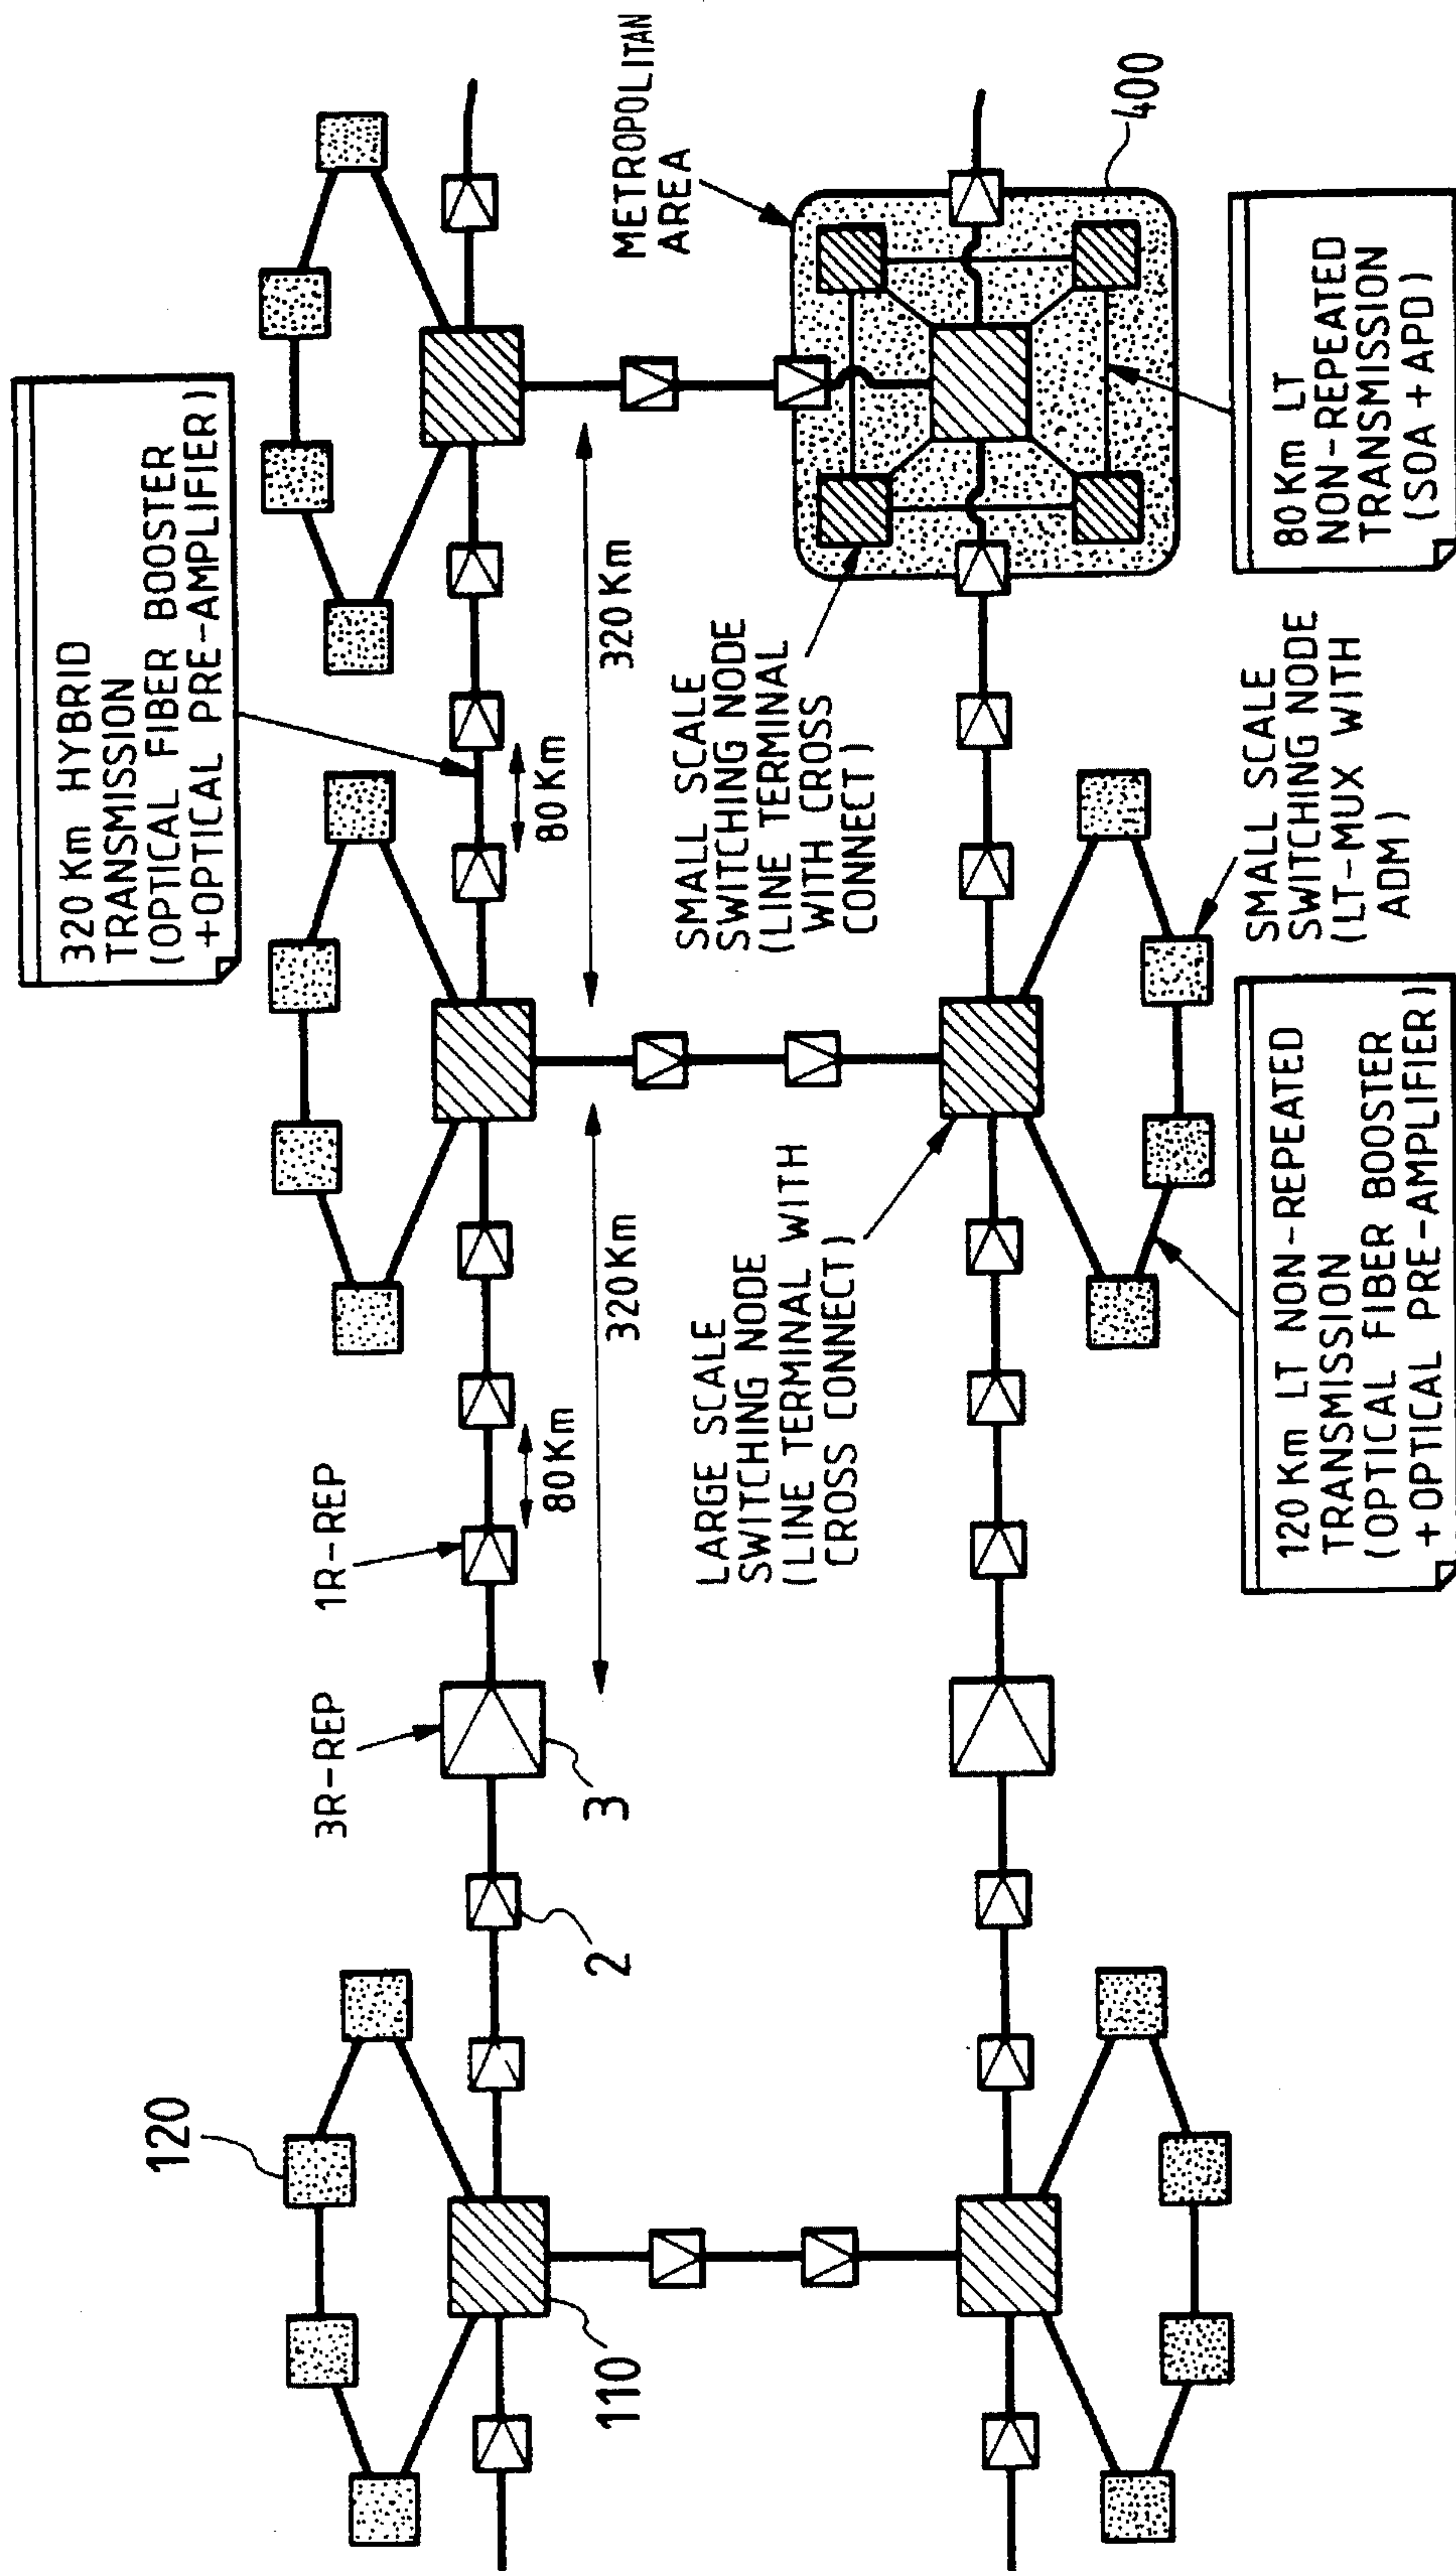 320 Km HYBRID
TRANSMISSION
(OPTICAL FIBER BOOSTER
+OPTICAL PRE-AMPLIFIER)
120
3R-REP
1R-REP
3
2
110
80 Km
320 Km
80 Km
320 Km
METROPOLITAN
AREA
400
LARGE SCALE
SWITCHING NODE
(LINE TERMINAL WITH
CROSS CONNECT)
SMALL SCALE
SWITCHING NODE
(LINE TERMINAL
WITH CROSS
CONNECT)
120 Km LT NON-REPEATED
TRANSMISSION
(OPTICAL FIBER BOOSTER
+ OPTICAL PRE-AMPLIFIER)
SMALL SCALE
SWITCHING NODE
(LT-MUX WITH
ADM)
80 Km LT
NON-REPEATED
TRANSMISSION
(SOA + APD)